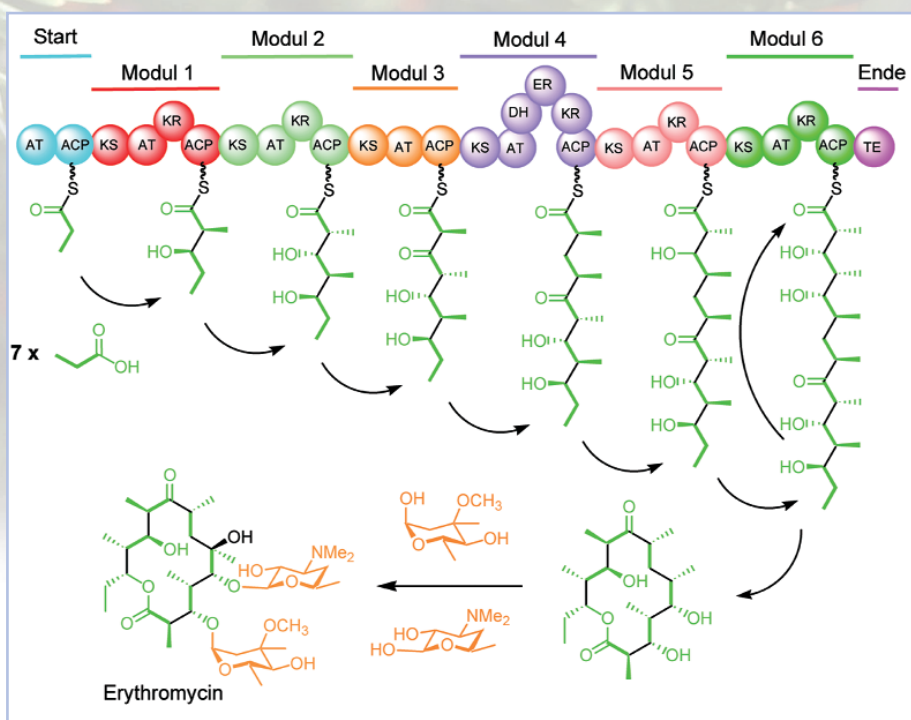 Start
Modul 1
Modul 2
Modul 3
Modul 4
Modul 5
Modul 6
Ende
AT ACP KS AT KR ACP KS AT KR ACP KS AT ACP KS AT DH ER KR ACP KS AT KR ACP KS AT KR ACP TE
S S S S S S S
O O O O O O O
HO HO O O HO HO
HO HO HO
O
HO O HO
HO HO O
HO HO
HO HO
7 x
O
OH
O
OH
OH
O
O
O
O
HO
NMe2
O
O
OCH3
O
OH
Erythromycin
OH
OCH3
O
OH
NMe2
HO
HO
O
O
OH
O
O
OH
OH